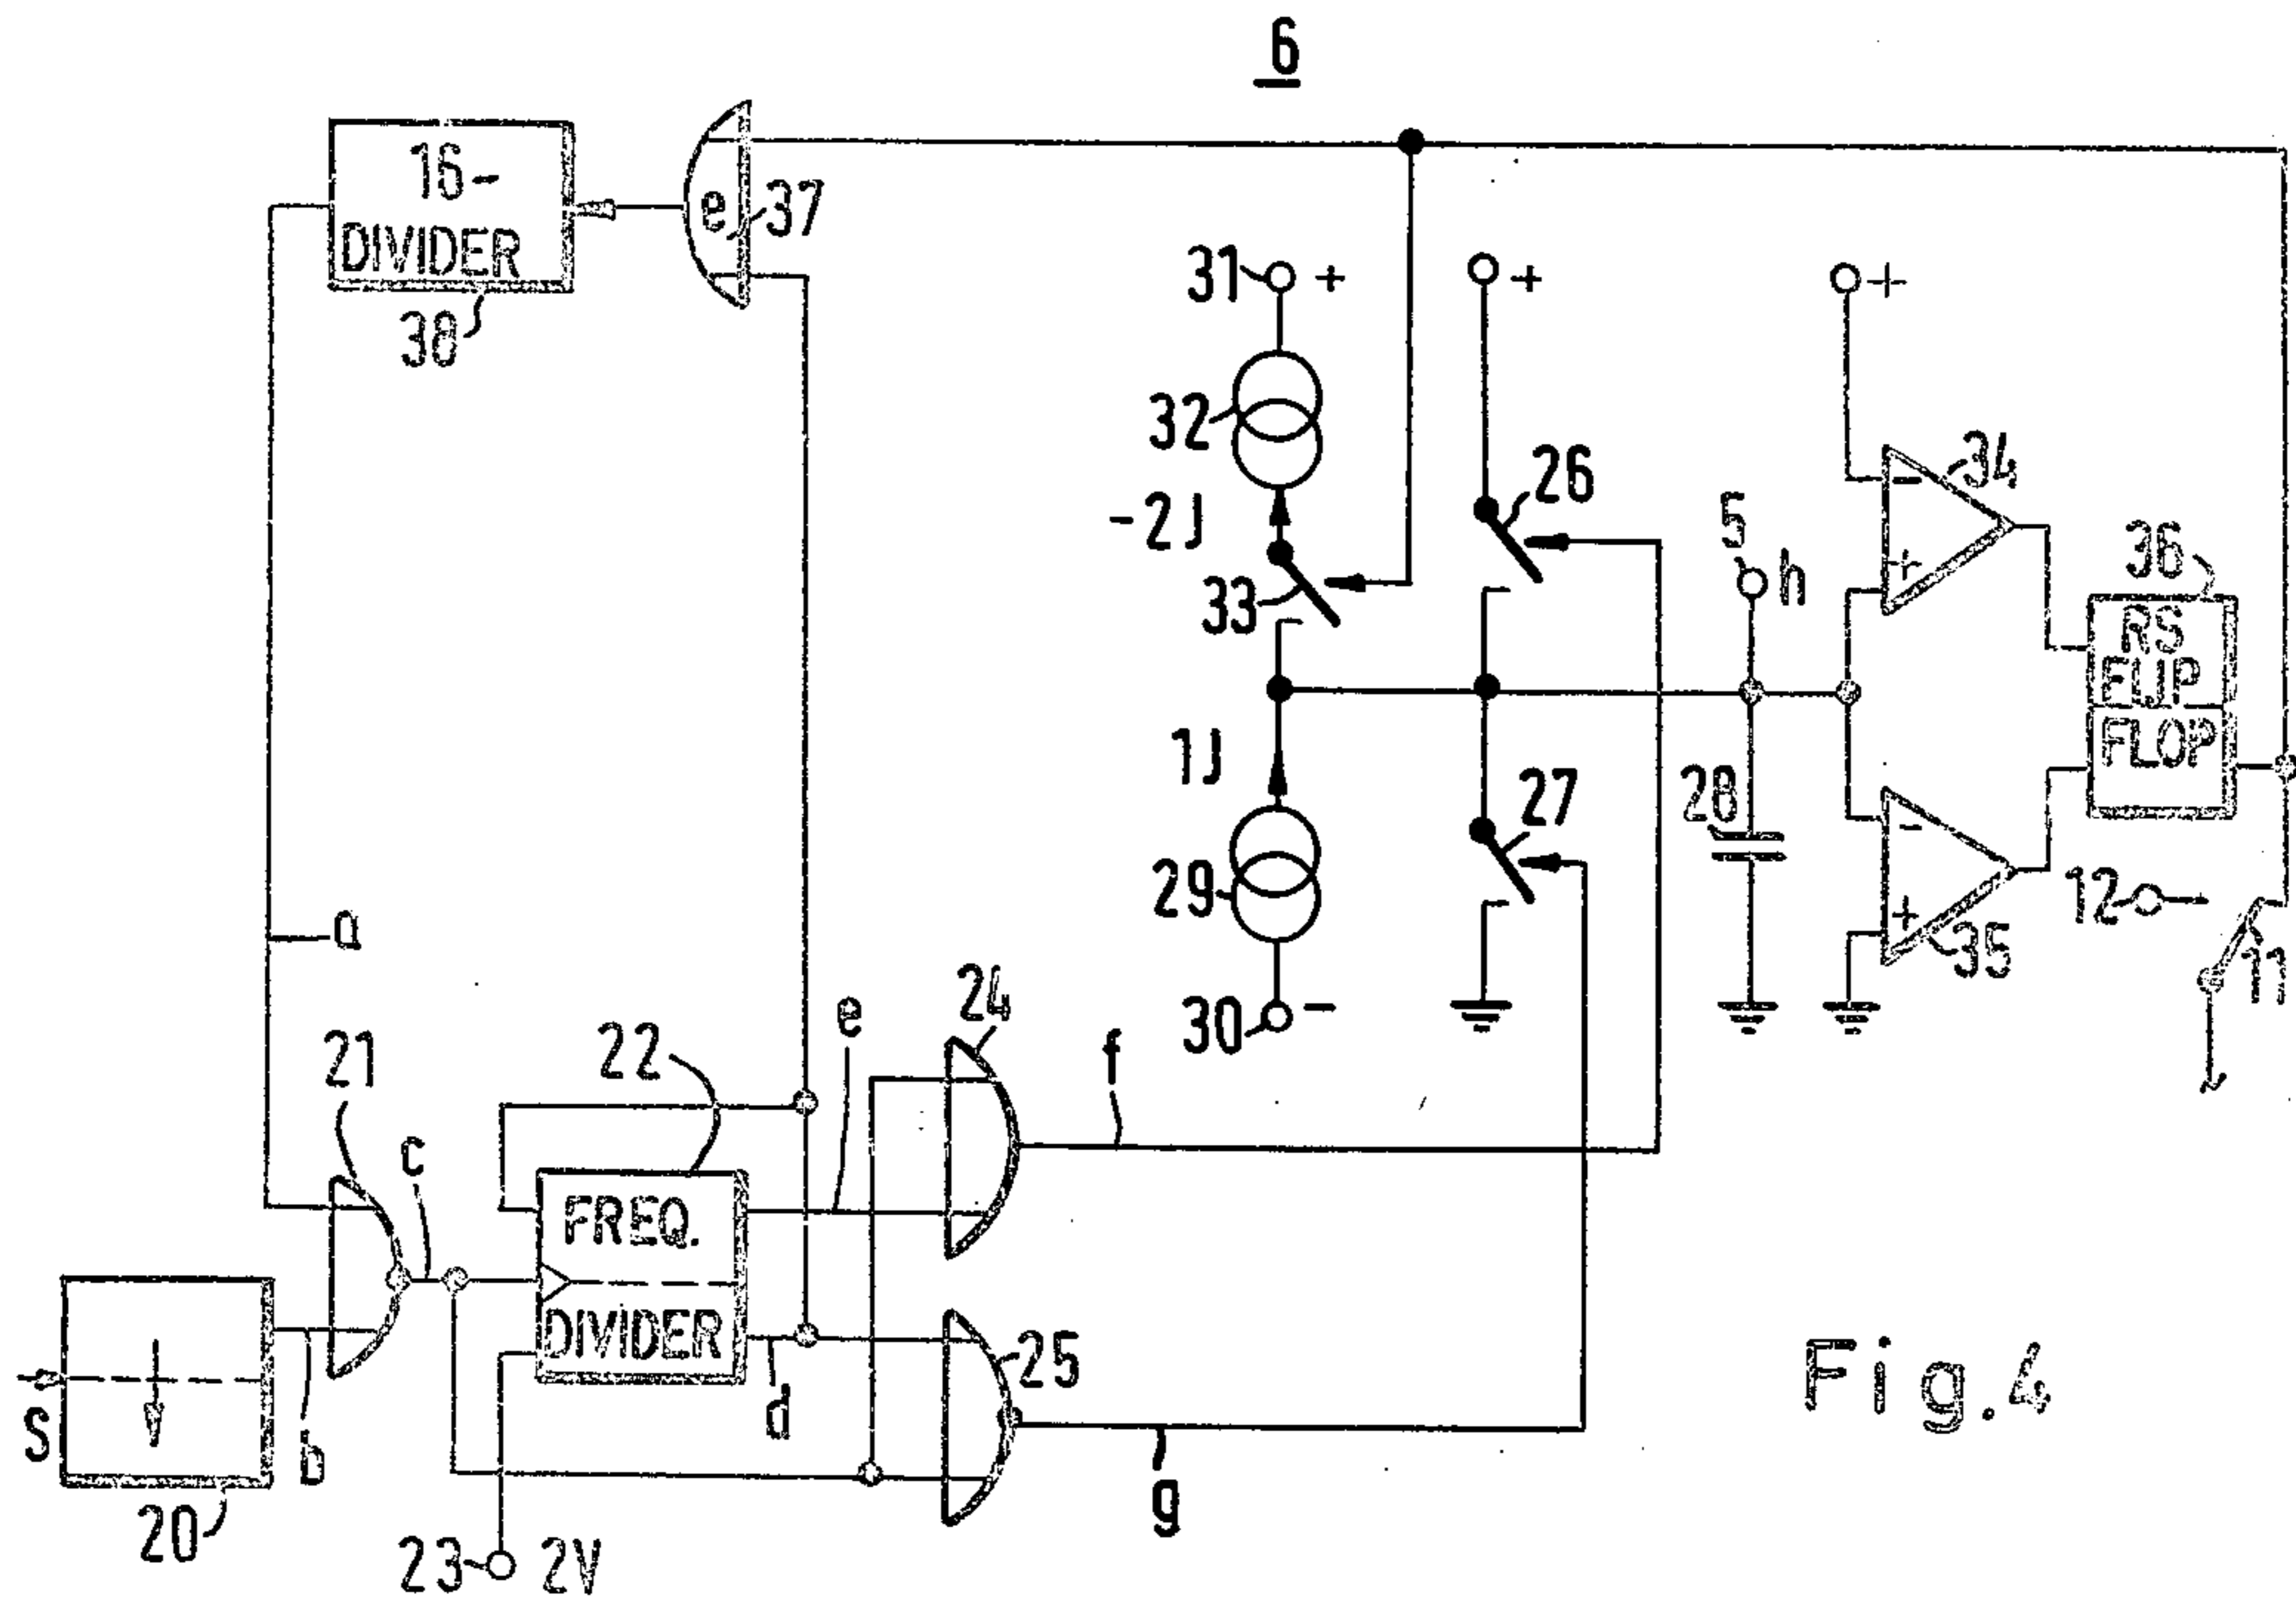 6
16-
DIVIDER
38
e
37
31
+
+
+
32
-2J
33
26
34
5
h
36
RS
FLIP
FLOP
1J
29
27
28
12
11
35
30
-
a
21
c
22
e
24
f
FREQ.
DIVIDER
d
25
g
S
b
20
23
2V
-
+
-
+
Fig.4